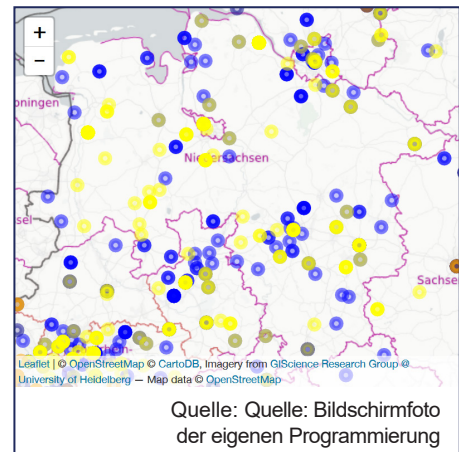 +
−
oningen
Niedersachsen
sel
Sachse
Leaflet | © OpenStreetMap © CartoDB, Imagery from GIScience Research Group @
University of Heidelberg — Map data © OpenStreetMap
Quelle: Quelle: Bildschirmfoto
der eigenen Programmierung